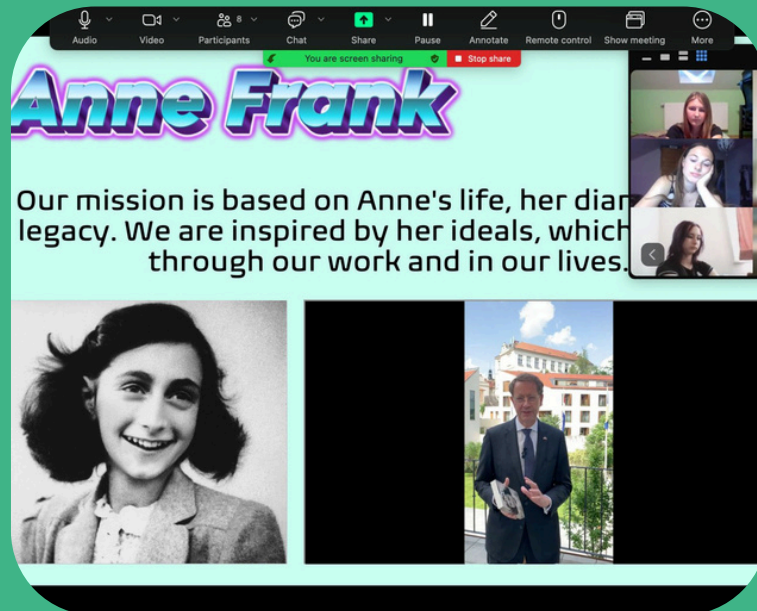 Audio Video Participants 8 Chat Share Pause Annotate Remote control Show meeting More
You are screen sharing Stop share
Anne Frank
Our mission is based on Anne's life, her
legacy. We are inspired by her ideals, which
through our work and in our lives.